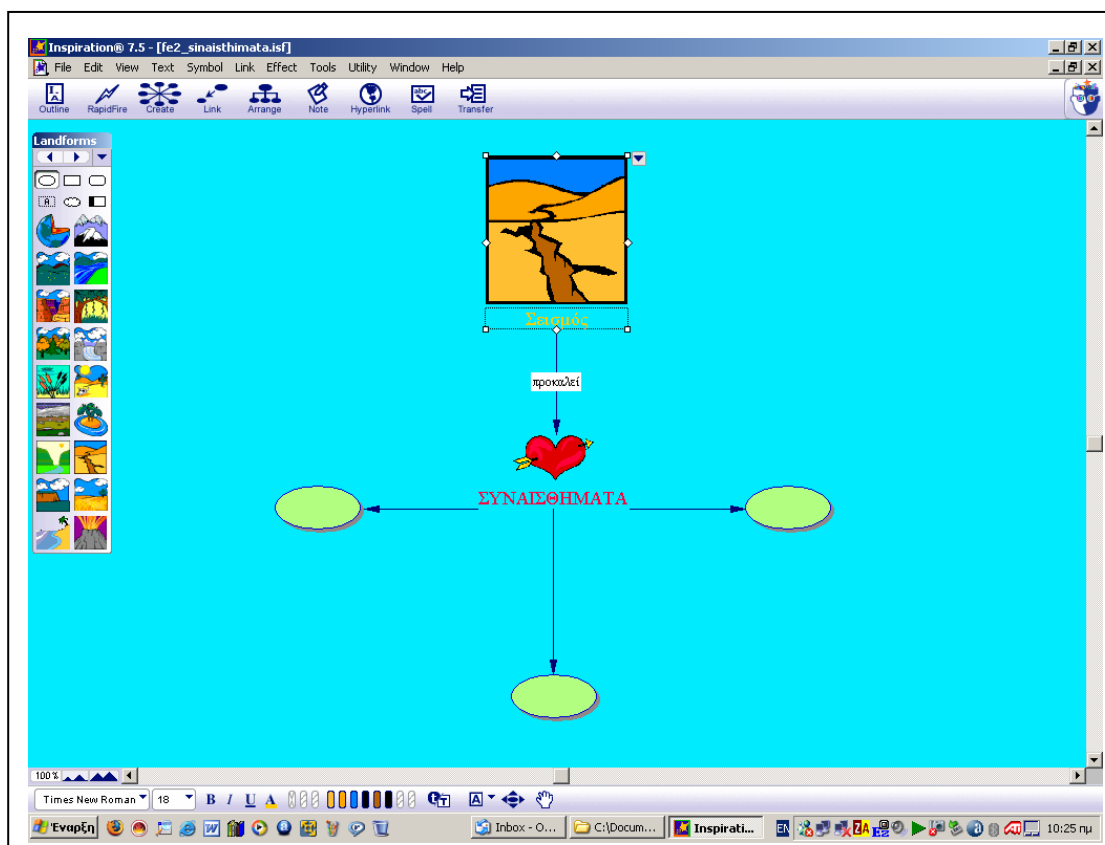 Inspiration® 7.5 - [fe2_sinaisthimata.isf]
File Edit View Text Symbol Link Effect Tools Utility Window Help
Outline RapidFire Create Link Arrange Note Hyperlink Spell Transfer
Landforms
Σεισμός
προκαλεί
ΣΥΝΑΙΣΘΗΜΑΤΑ
100%
Times New Roman 18 B I U A
Έναρξη Inbox - O... C:\Docum... Inspirati... EN 10:25 πμ